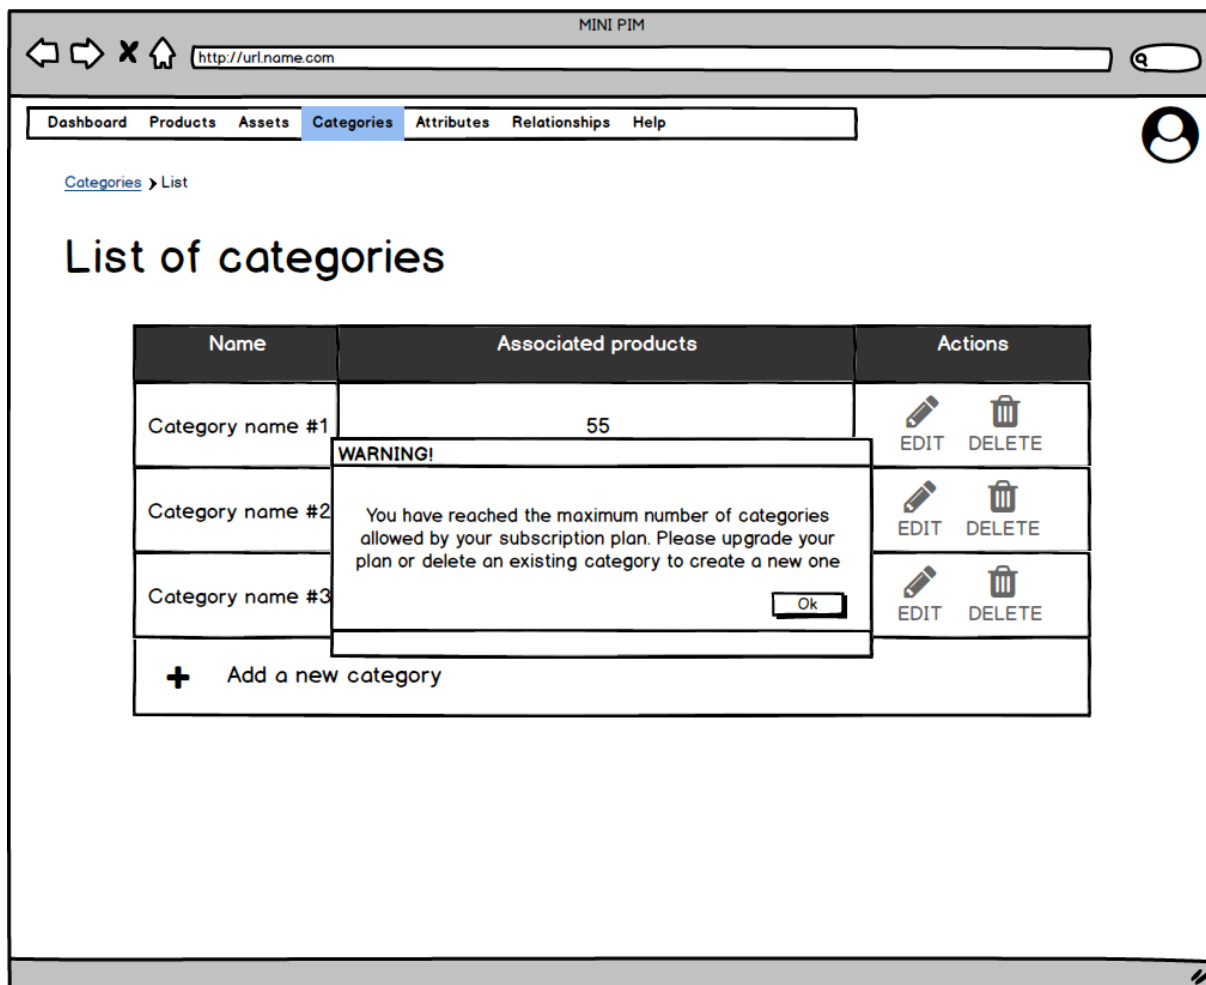 MINI PIM
http://url.name.com
Dashboard Products Assets Categories Attributes Relationships Help
Categories > List
List of categories
Name Associated products Actions
Category name #1 55
EDIT DELETE
WARNING!
Category name #2
You have reached the maximum number of categories
allowed by your subscription plan. Please upgrade your
plan or delete an existing category to create a new one
EDIT DELETE
Category name #3
Ok
EDIT DELETE
+ Add a new category